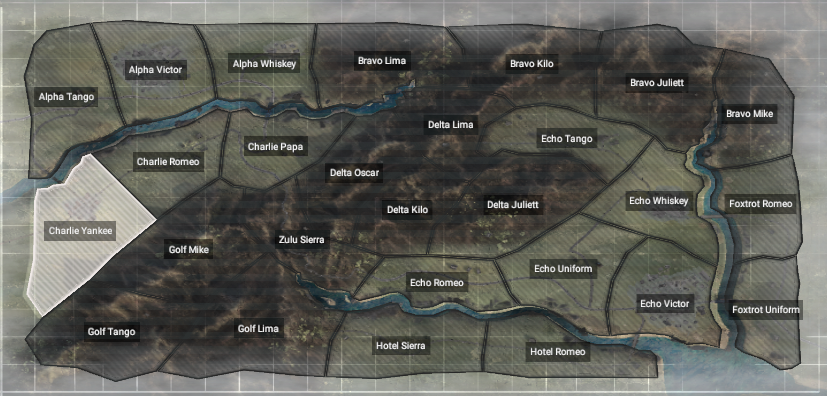 Bravo Lima
Bravo Kilo
Alpha Whiskey
Alpha Victor
Bravo Juliett
Alpha Tango
Bravo Mike
Delta Lima
Echo Tango
Charlie Papa
Charlie Romeo
Delta Oscar
Echo Whiskey
Foxtrot Romeo
Delta Juliett
Delta Kilo
Charlie Yankee
Zulu Sierra
Golf Mike
Echo Uniform
Echo Romeo
Echo Victor
Foxtrot Uniform
Golf Lima
Golf Tango
Hotel Sierra
Hotel Romeo